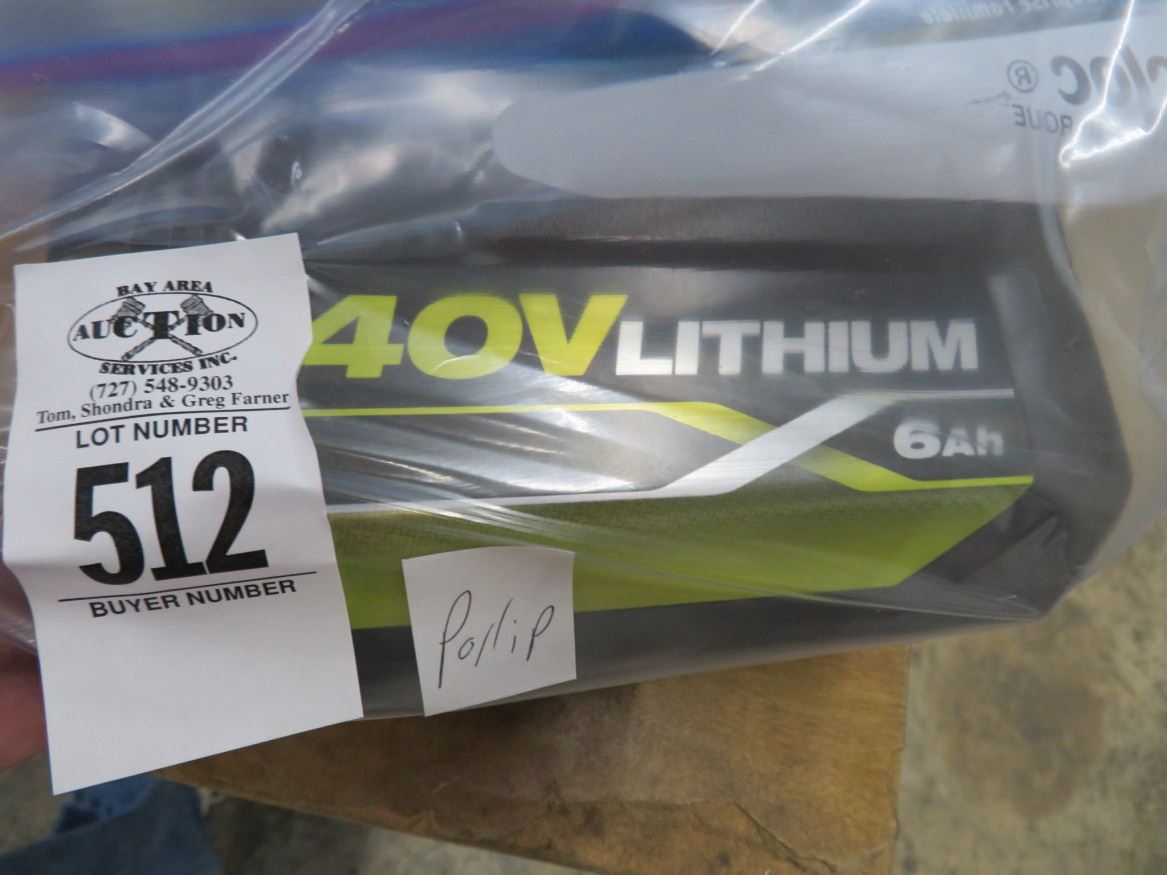 BAY AREA
AUCTION
SERVICES INC.
(727) 548-9303
Tom, Shondra & Greg Farner
LOT NUMBER
512
BUYER NUMBER
40V LITHIUM
6Ah